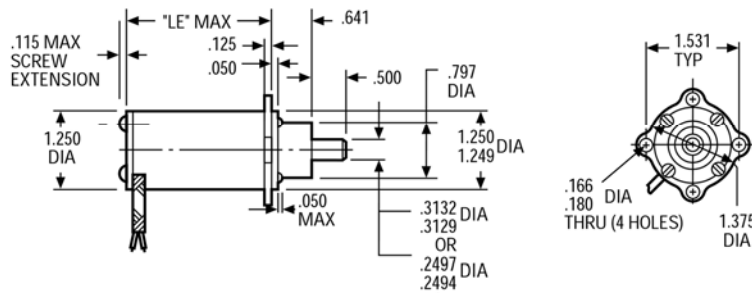 "LE" MAX
.641
.115 MAX
SCREW
EXTENSION
.125
.050
.500
.797
DIA
1.250
DIA
1.250
1.249
DIA
.050
MAX
.3132
.3129
DIA
OR
.2497
.2494
DIA
1.531
TYP
.166
.180
DIA
THRU (4 HOLES)
1.375
DIA